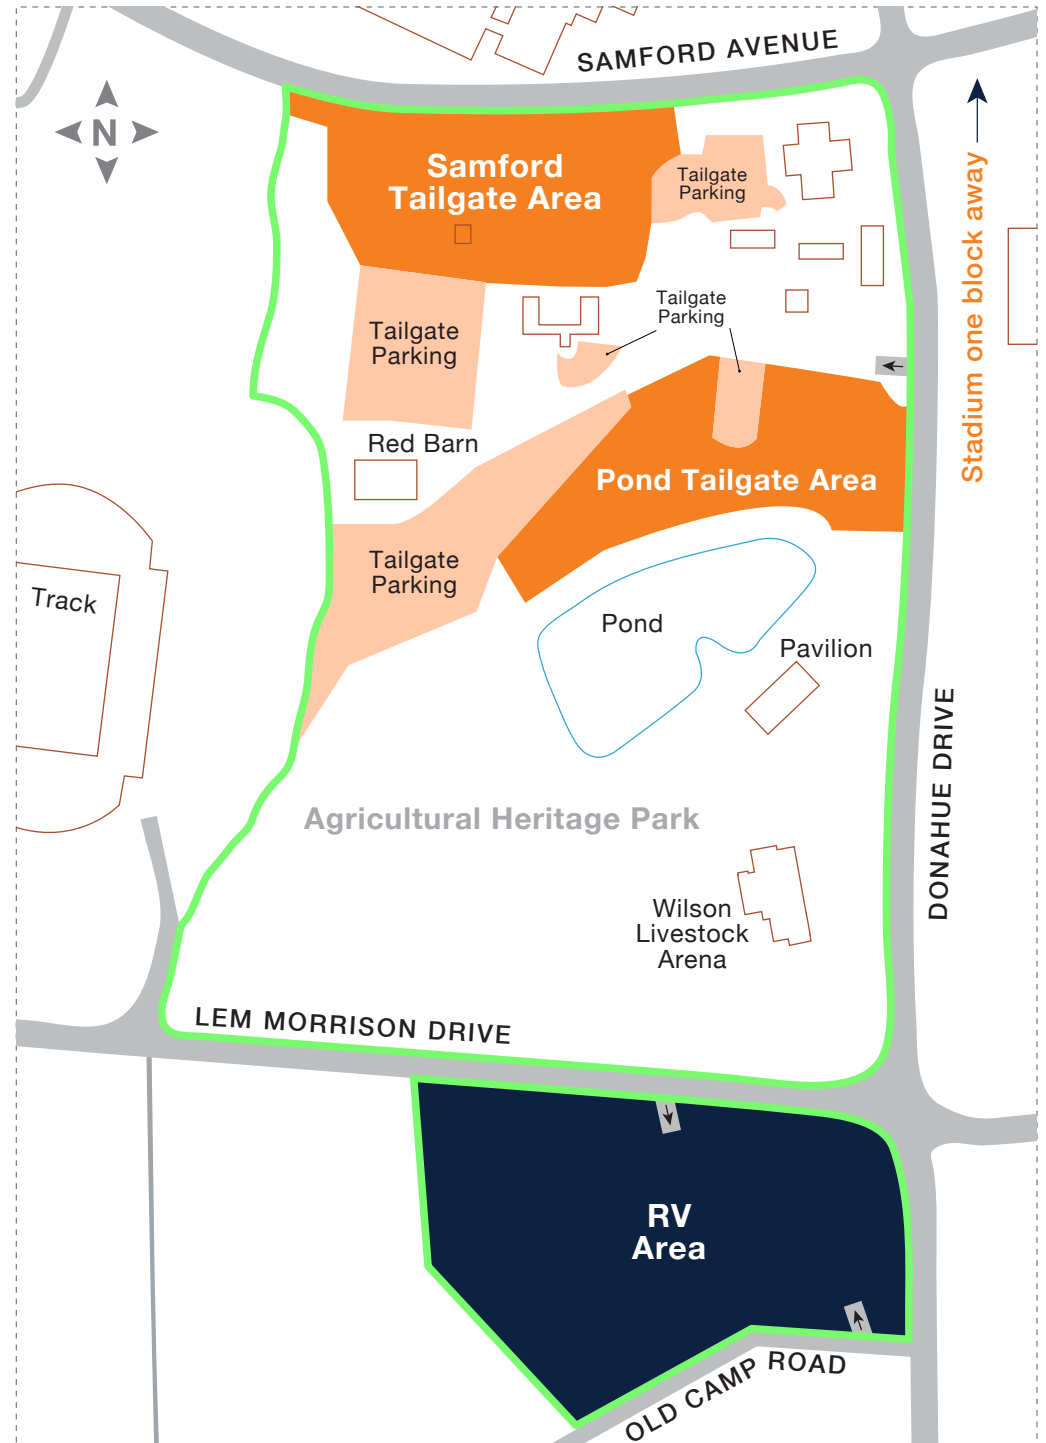 SAMFORD AVENUE
N
Samford
Tailgate Area
Tailgate
Parking
Stadium one block away
Tailgate
Parking
Tailgate
Parking
Red Barn
Pond Tailgate Area
Tailgate
Parking
Track
Pond
Pavilion
DONAHUE DRIVE
Agricultural Heritage Park
Wilson
Livestock
Arena
LEM MORRISON DRIVE
RV
Area
OLD CAMP ROAD